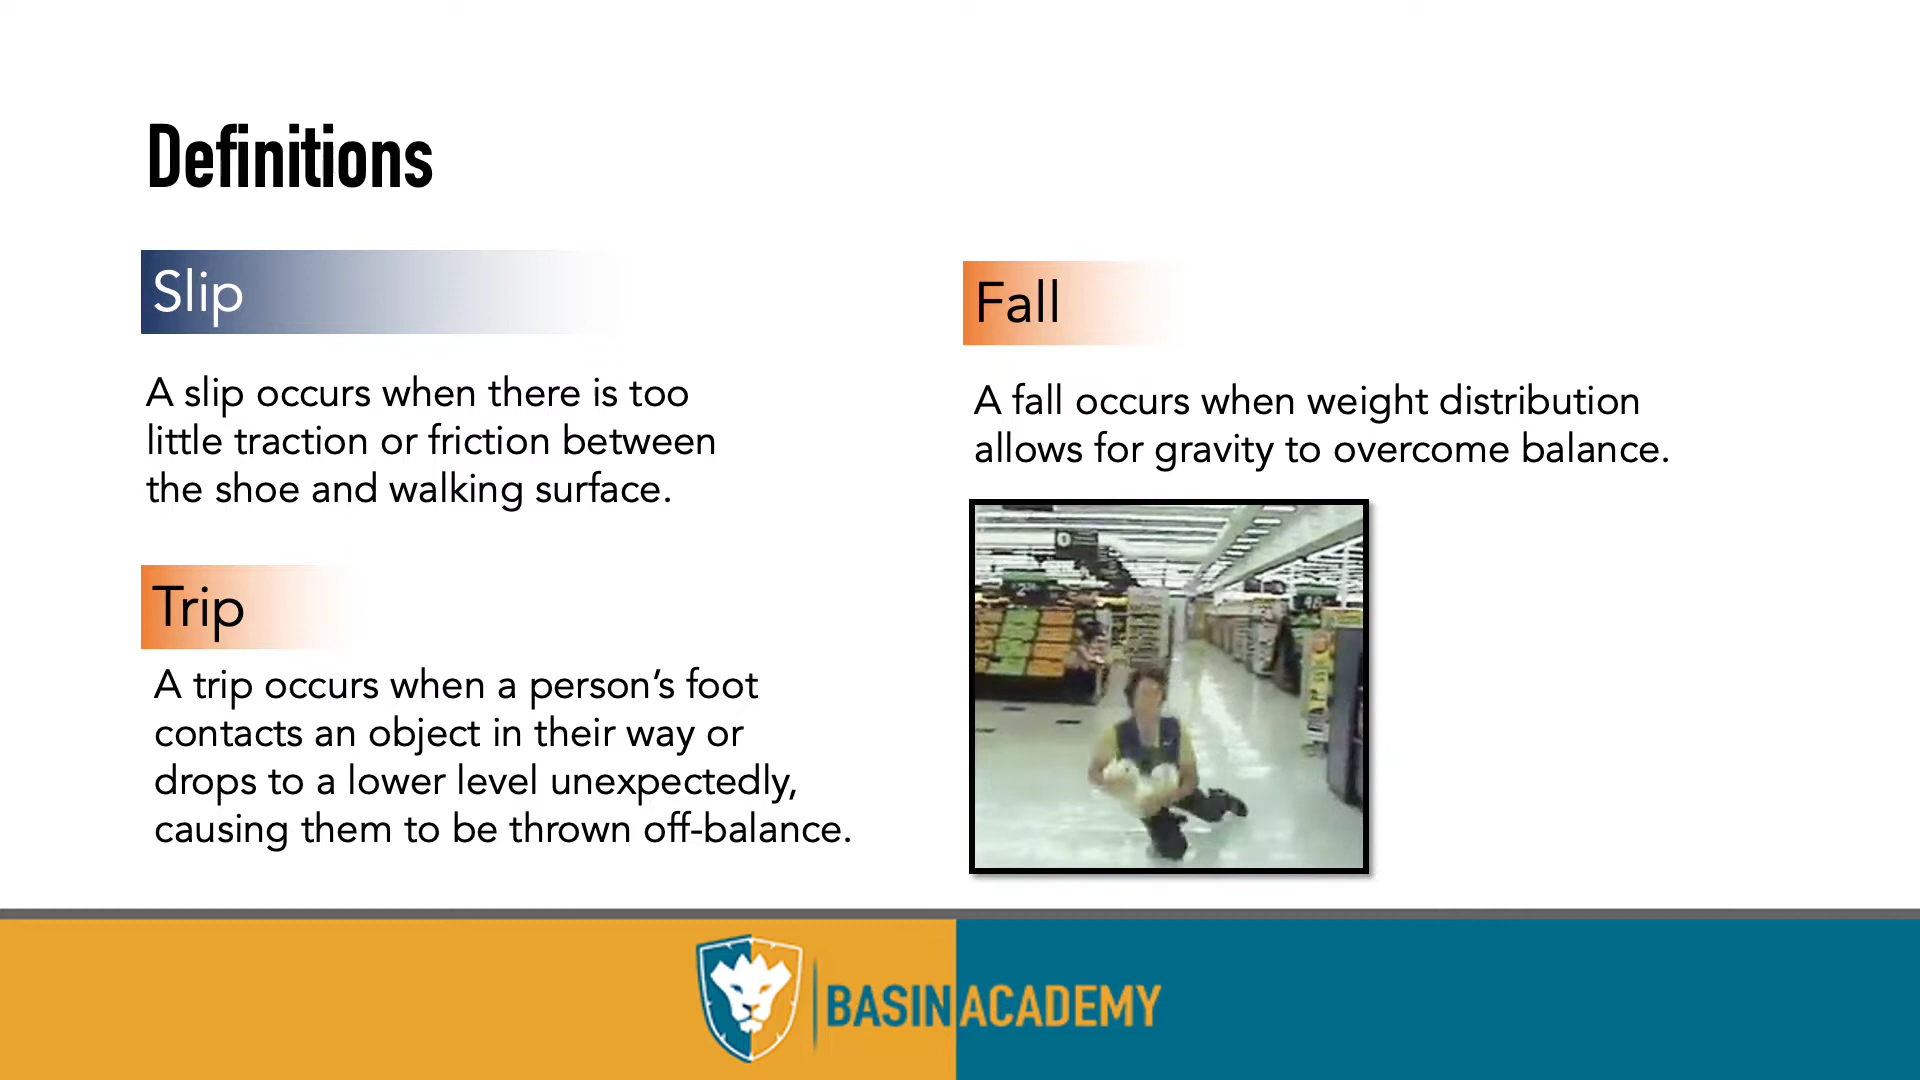 Definitions
Slip
A slip occurs when there is too
little traction or friction between
the shoe and walking surface.
Trip
A trip occurs when a person’s foot
contacts an object in their way or
drops to a lower level unexpectedly,
causing them to be thrown off-balance.
Fall
A fall occurs when weight distribution
allows for gravity to overcome balance.
BASIN ACADEMY